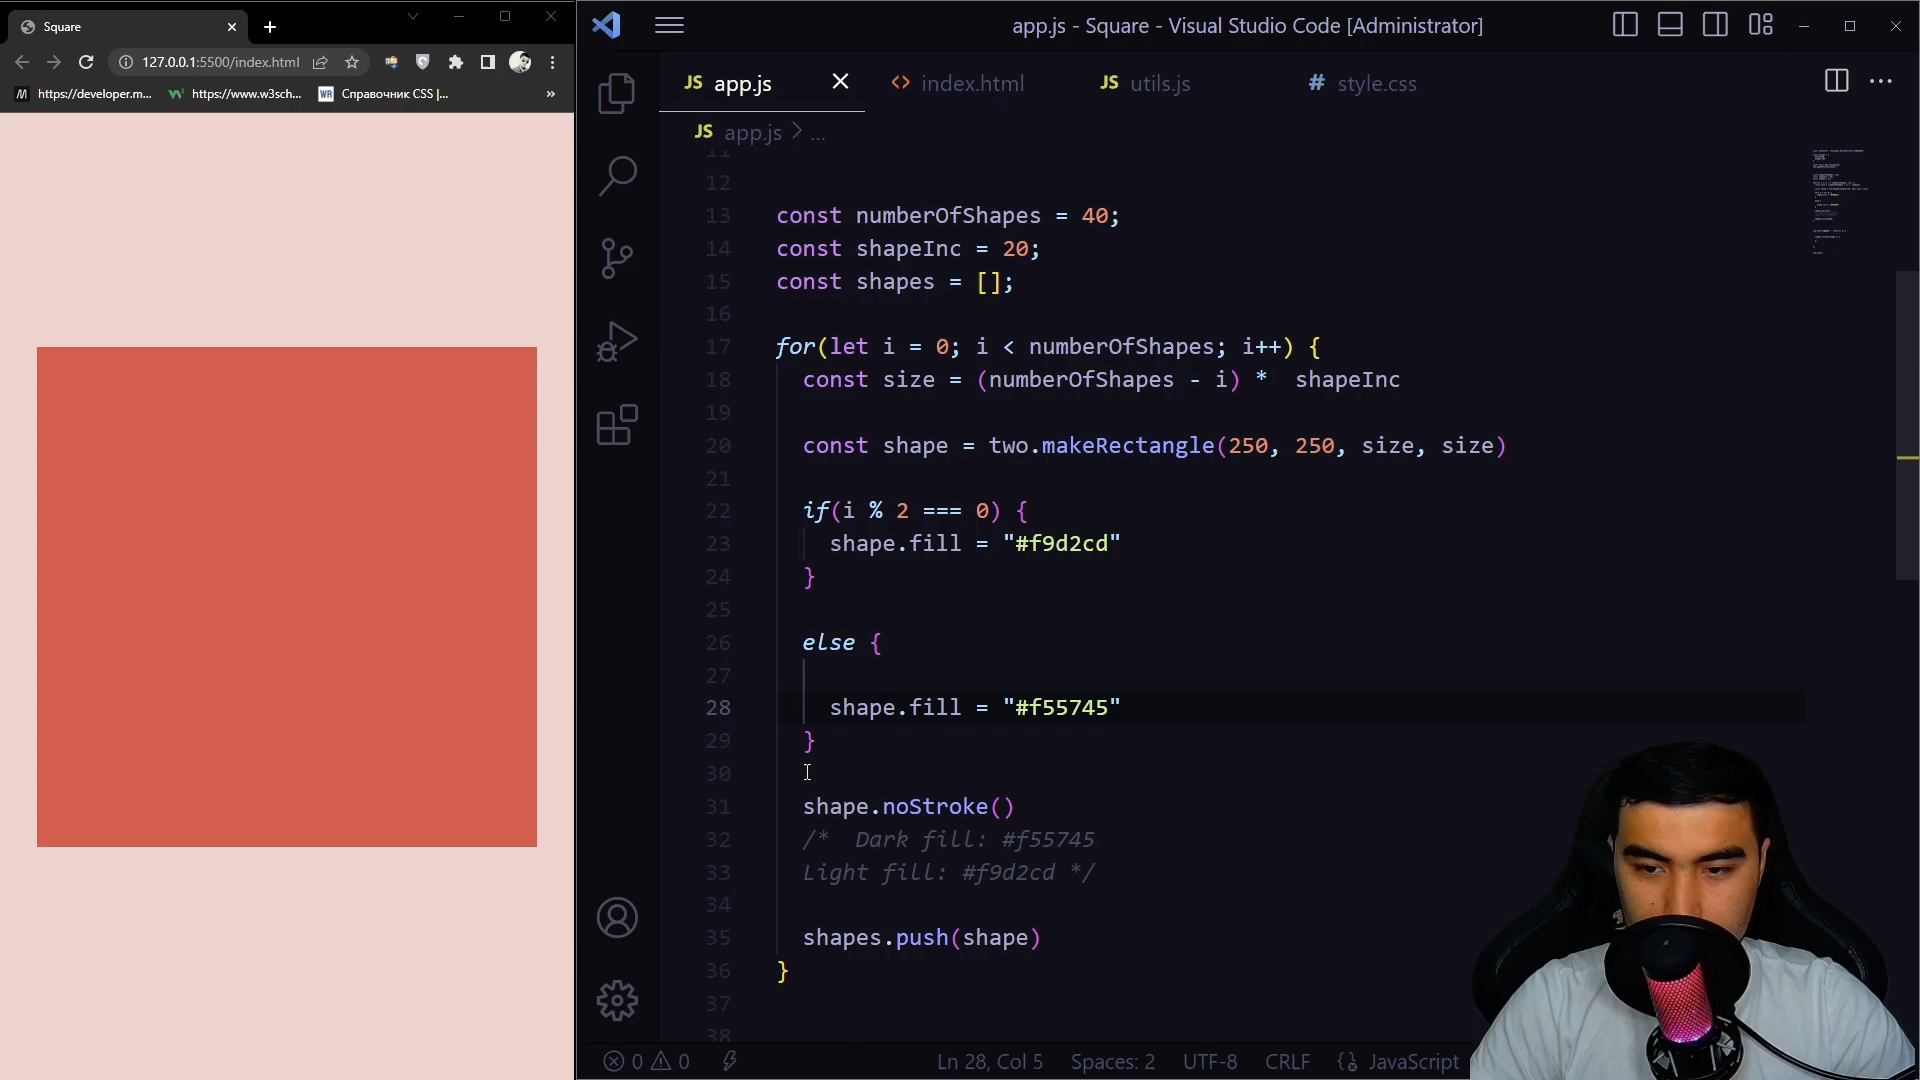 Square
127.0.0.1:5500/index.html
M https://developer.m...
https://www.w3sch...
WR Справочник CSS |...
»
app.js - Square - Visual Studio Code [Administrator]
JS app.js
<> index.html
JS utils.js
# style.css
JS app.js > ...
11
12
13 const numberOfShapes = 40;
14 const shapeInc = 20;
15 const shapes = [];
16
17 for(let i = 0; i < numberOfShapes; i++) {
18 const size = (numberOfShapes - i) *  shapeInc
19
20 const shape = two.makeRectangle(250, 250, size, size)
21
22 if(i % 2 === 0) {
23 shape.fill = "#f9d2cd"
24 }
25
26 else {
27
28 shape.fill = "#f55745"
29 }
30
31 shape.noStroke()
32 /*  Dark fill: #f55745
33 Light fill: #f9d2cd */
34
35 shapes.push(shape)
36 }
37
38
0 0 Ln 28, Col 5 Spaces: 2 UTF-8 CRLF {} JavaScript